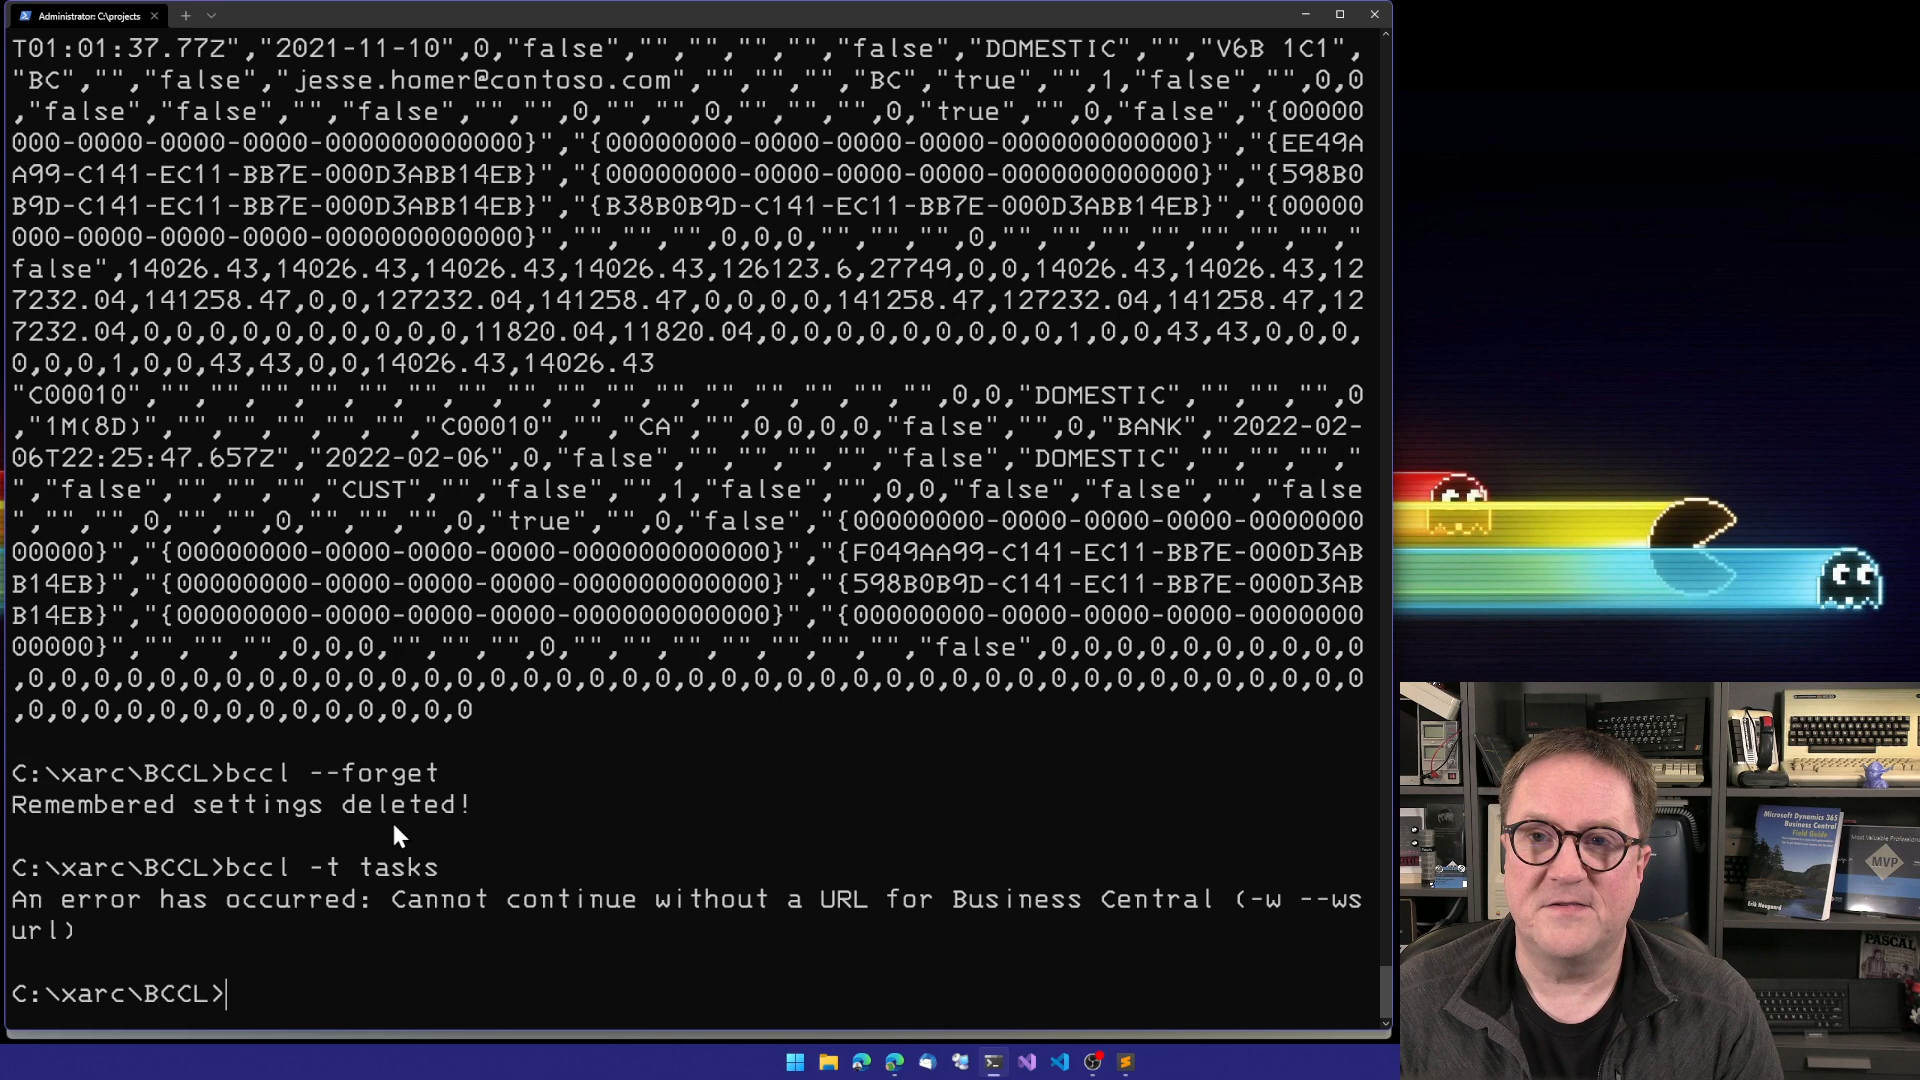 Administrator: C:\projects
T01:01:37.77Z","2021-11-10",0,"false","","","","","false","DOMESTIC","","V6B 1C1",
"BC","","false","jesse.homer@contoso.com","","","","BC","true","",1,"false","",0,0
,"false","false","","false","","",0,"","",0,"","","",0,"true","",0,"false","{00000
000-0000-0000-0000-000000000000}","{00000000-0000-0000-0000-000000000000}","{EE49A
A99-C141-EC11-BB7E-000D3ABB14EB}","{00000000-0000-0000-0000-000000000000}","{598B0
B9D-C141-EC11-BB7E-000D3ABB14EB}","{B38B0B9D-C141-EC11-BB7E-000D3ABB14EB}","{00000
000-0000-0000-0000-000000000000}","","","",0,0,0,"","","",0,"","","","","","","","
false",14026.43,14026.43,14026.43,14026.43,126123.6,27749,0,0,14026.43,14026.43,12
7232.04,141258.47,0,0,127232.04,141258.47,0,0,0,0,141258.47,127232.04,141258.47,12
7232.04,0,0,0,0,0,0,0,0,0,0,11820.04,11820.04,0,0,0,0,0,0,0,0,0,1,0,0,43,43,0,0,0,
0,0,0,1,0,0,43,43,0,0,14026.43,14026.43
"C00010","","","","","","","","","","","","","","","","","",0,0,"DOMESTIC","","","",0
,"1M(8D)","","","","","","C00010","","CA","",0,0,0,0,"false","",0,"BANK","2022-02-
06T22:25:47.657Z","2022-02-06",0,"false","","","","","false","DOMESTIC","","","","
","false","","","","CUST","","false","",1,"false","",0,0,"false","false","","false
","","",0,"","",0,"","","",0,"true","",0,"false","{00000000-0000-0000-0000-0000000
00000}","{00000000-0000-0000-0000-000000000000}","{F049AA99-C141-EC11-BB7E-000D3AB
B14EB}","{00000000-0000-0000-0000-000000000000}","{598B0B9D-C141-EC11-BB7E-000D3AB
B14EB}","{00000000-0000-0000-0000-000000000000}","{00000000-0000-0000-0000-0000000
00000}","","","",0,0,0,"","","",0,"","","","","","","false",0,0,0,0,0,0,0,0,0,0
,0,0,0,0,0,0,0,0,0,0,0,0,0,0,0,0,0,0,0,0,0,0,0,0,0,0,0,0,0,0,0
,0,0,0,0,0,0,0,0,0,0,0,0,0,0
C:\xarc\BCCL>bccl --forget
Remembered settings deleted!
C:\xarc\BCCL>bccl -t tasks
An error has occurred: Cannot continue without a URL for Business Central (-w --ws
url)
C:\xarc\BCCL>
Microsoft Dynamics 365
Business Central
Field Guide
Erik Hougaard
Most Valuable Professional
MVP
PASCAL